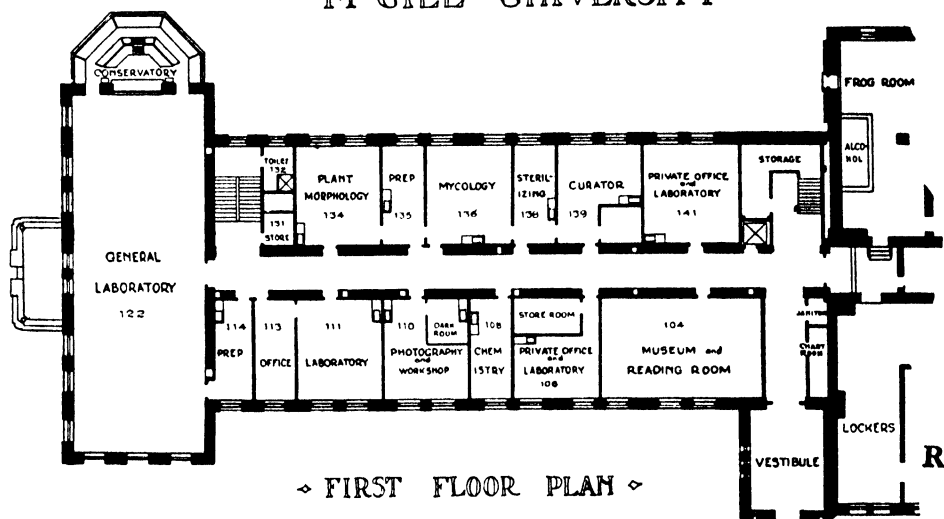 McGILL UNIVERSITY
CONSERVATORY
FROG ROOM
ALCO-
HOL
TOILET
132
PLANT
MORPHOLOGY
134
PREP
135
MYCOLOGY
136
STERIL-
IZING
138
CURATOR
139
PRIVATE OFFICE
and
LABORATORY
141
STORAGE
131
STORE
GENERAL
LABORATORY
122
114
PREP
113
OFFICE
111
LABORATORY
110
DARK
ROOM
PHOTOGRAPHY
and
WORKSHOP
108
CHEM
ISTRY
STORE ROOM
PRIVATE OFFICE
and
LABORATORY
106
104
MUSEUM and
READING ROOM
JANITOR
CHART
ROOM
LOCKERS
VESTIBULE
R
FIRST FLOOR PLAN